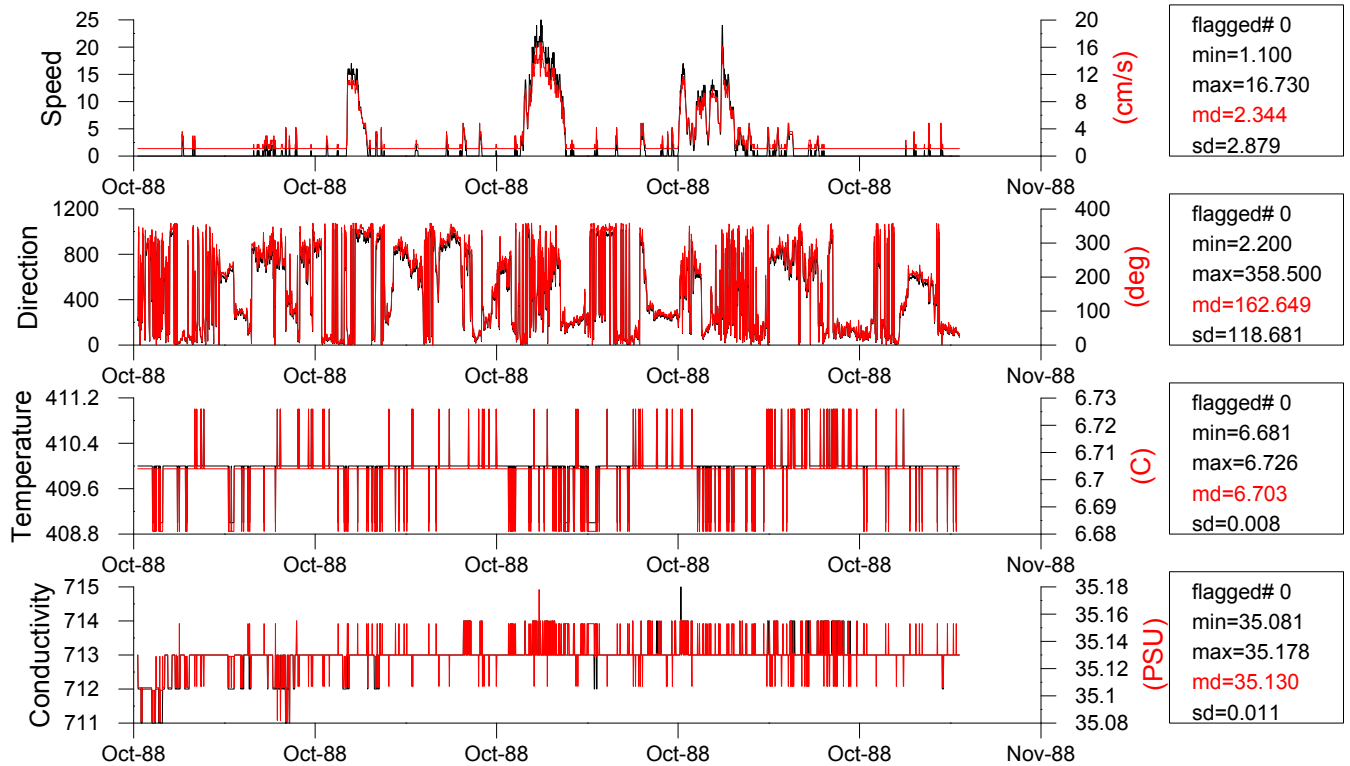 Speed
25
20
15
10
5
0
20
16
12
8
4
0
(cm/s)
Oct-88 Oct-88 Oct-88 Oct-88 Oct-88 Nov-88
flagged# 0
min=1.100
max=16.730
md=2.344
sd=2.879
Direction
1200
800
400
0
400
300
200
100
0
(deg)
Oct-88 Oct-88 Oct-88 Oct-88 Oct-88 Nov-88
flagged# 0
min=2.200
max=358.500
md=162.649
sd=118.681
Temperature
411.2
410.4
409.6
408.8
6.73
6.72
6.71
6.7
6.69
6.68
(C)
Oct-88 Oct-88 Oct-88 Oct-88 Oct-88 Nov-88
flagged# 0
min=6.681
max=6.726
md=6.703
sd=0.008
Conductivity
715
714
713
712
711
35.18
35.16
35.14
35.12
35.1
35.08
(PSU)
Oct-88 Oct-88 Oct-88 Oct-88 Oct-88 Nov-88
flagged# 0
min=35.081
max=35.178
md=35.130
sd=0.011